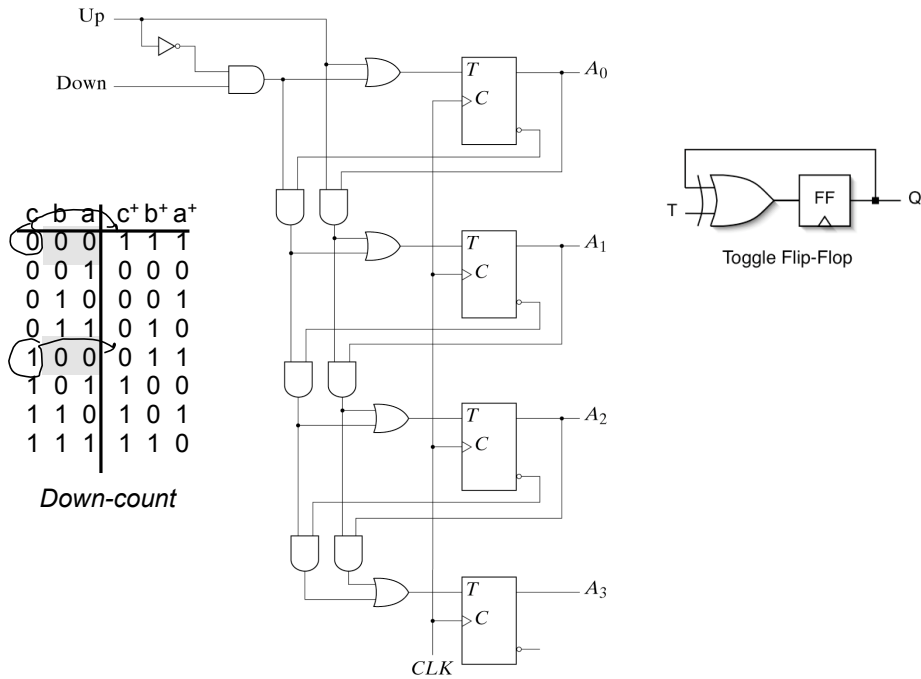 Up
Down
T
C
A0
T
C
A1
T
C
A2
T
C
A3
CLK
c b a c+ b+ a+
0 0 0 1 1 1
0 0 1 0 0 0
0 1 0 0 0 1
0 1 1 0 1 0
1 0 0 0 1 1
1 0 1 1 0 0
1 1 0 1 0 1
1 1 1 1 1 0
Down-count
T
FF
Q
Toggle Flip-Flop